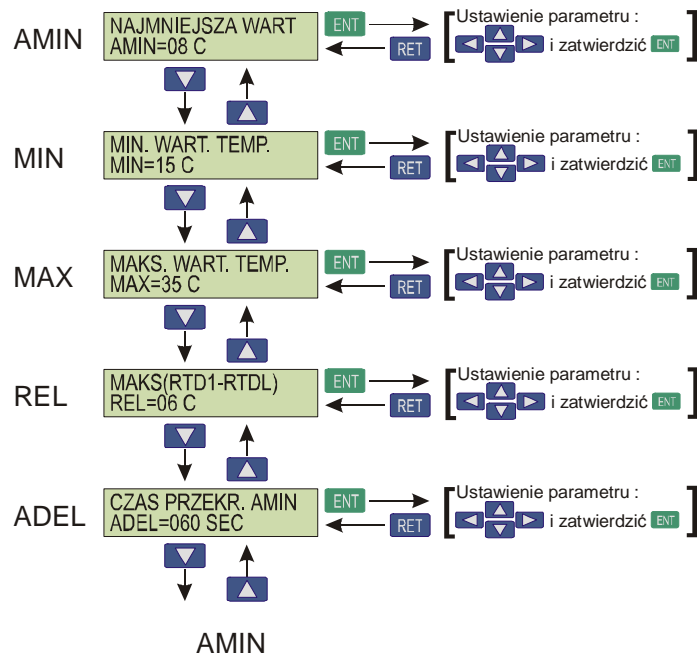 AMIN
NAJMNIEJSZA WART
AMIN=08 C
ENT
RET
Ustawienie parametru :
i zatwierdzić ENT
MIN
MIN. WART. TEMP.
MIN=15 C
ENT
RET
Ustawienie parametru :
i zatwierdzić ENT
MAX
MAKS. WART. TEMP.
MAX=35 C
ENT
RET
Ustawienie parametru :
i zatwierdzić ENT
REL
MAKS(RTD1-RTDL)
REL=06 C
ENT
RET
Ustawienie parametru :
i zatwierdzić ENT
ADEL
CZAS PRZEKR. AMIN
ADEL=060 SEC
ENT
RET
Ustawienie parametru :
i zatwierdzić ENT
AMIN